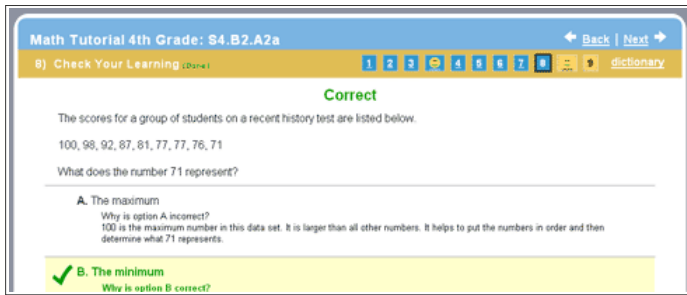 Math Tutorial 4th Grade: S4.B2.A2a
Back | Next
8) Check Your Learning (Done)
1 2 3 4 5 6 7 8 9 dictionary
Correct
The scores for a group of students on a recent history test are listed below.
100, 98, 92, 87, 81, 77, 77, 76, 71
What does the number 71 represent?
A. The maximum
Why is option A incorrect?
100 is the maximum number in this data set. It is larger than all other numbers. It helps to put the numbers in order and then
determine what 71 represents.
B. The minimum
Why is option B correct?